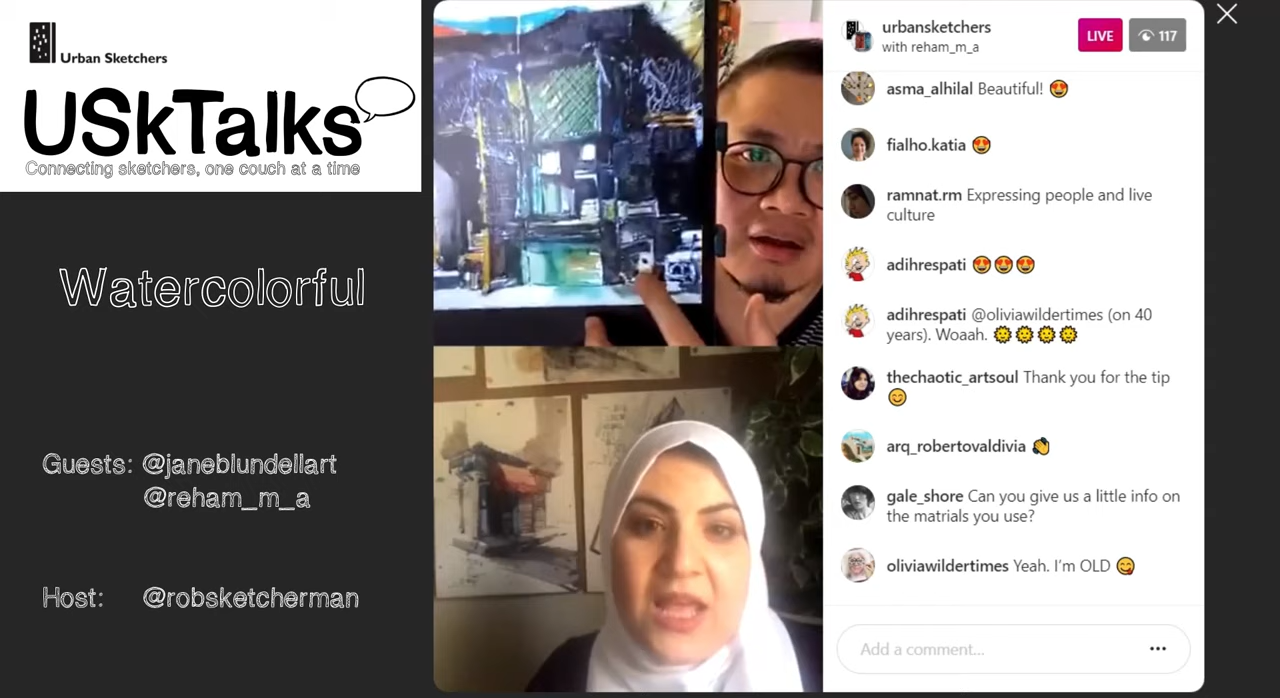 Urban Sketchers
USkTalks
Connecting sketchers, one couch at a time
Watercolorful
Guests: @janeblundellart
@reham_m_a
Host: @robsketcherman
urbansketchers
with reham_m_a
LIVE
117
asma_alhilal Beautiful! 😍
fialho.katia 😍
ramnat.rm Expressing people and live
culture
adihrespati 😍😍😍
adihrespati @oliviawildertimes (on 40
years). Woaah. 🌞🌞🌞🌞
thechaotic_artsoul Thank you for the tip
😊
arq_robertovaldivia 👏
gale_shore Can you give us a little info on
the matrials you use?
oliviawildertimes Yeah. I'm OLD 😋
Add a comment...